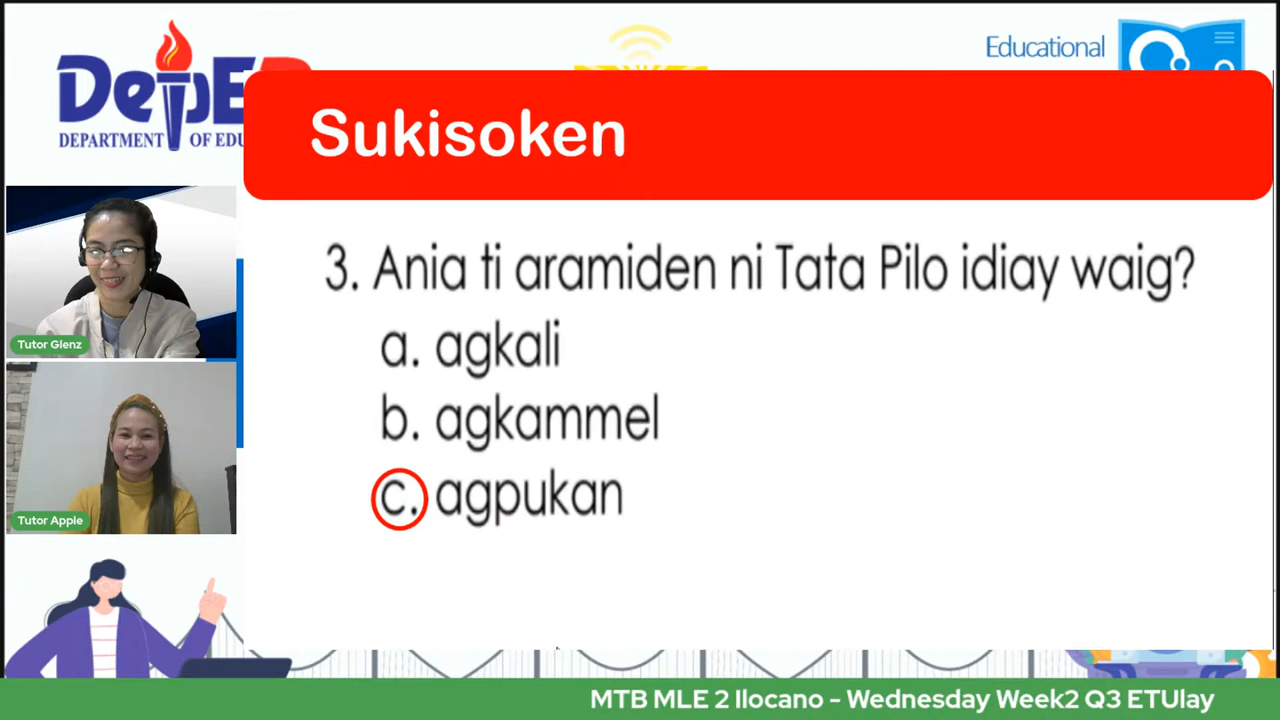 DepED
DEPARTMENT OF EDU
Educational
Sukisoken
3. Ania ti aramiden ni Tata Pilo idiay waig?
a. agkali
b. agkammel
c. agpukan
Tutor Glenz
Tutor Apple
MTB MLE 2 Ilocano - Wednesday Week2 Q3 ETUlay